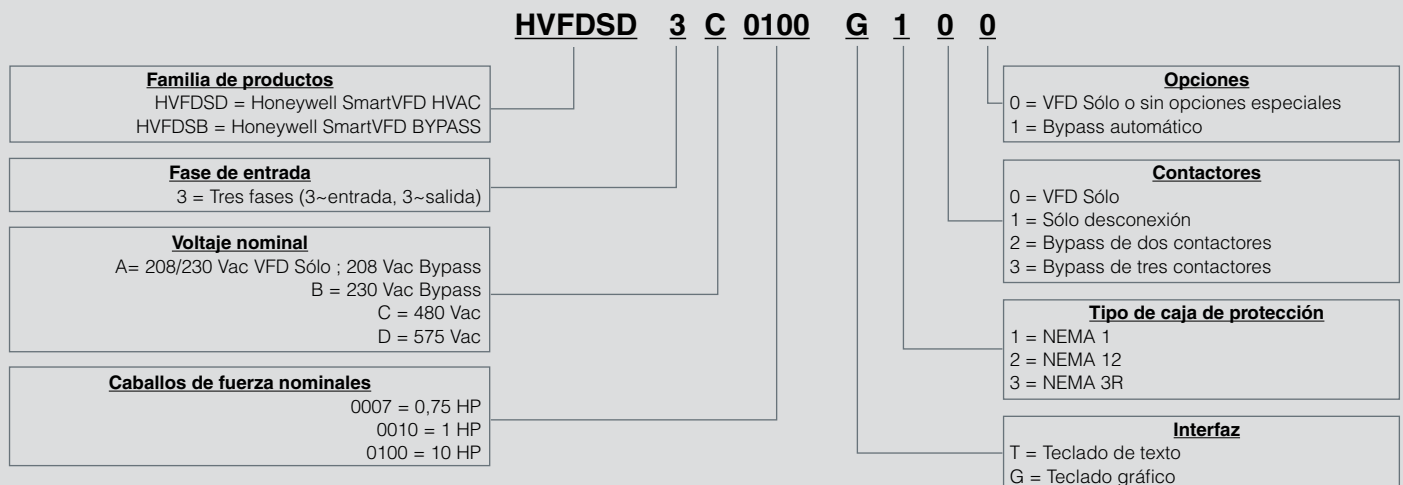 HVFDSD 3 C 0100 G 1 0 0
Familia de productos
HVFDSD = Honeywell SmartVFD HVAC
HVFDSB = Honeywell SmartVFD BYPASS
Fase de entrada
3 = Tres fases (3~entrada, 3~salida)
Voltaje nominal
A= 208/230 Vac VFD Sólo ; 208 Vac Bypass
B = 230 Vac Bypass
C = 480 Vac
D = 575 Vac
Caballos de fuerza nominales
0007 = 0,75 HP
0010 = 1 HP
0100 = 10 HP
Opciones
0 = VFD Sólo o sin opciones especiales
1 = Bypass automático
Contactores
0 = VFD Sólo
1 = Sólo desconexión
2 = Bypass de dos contactores
3 = Bypass de tres contactores
Tipo de caja de protección
1 = NEMA 1
2 = NEMA 12
3 = NEMA 3R
Interfaz
T = Teclado de texto
G = Teclado gráfico